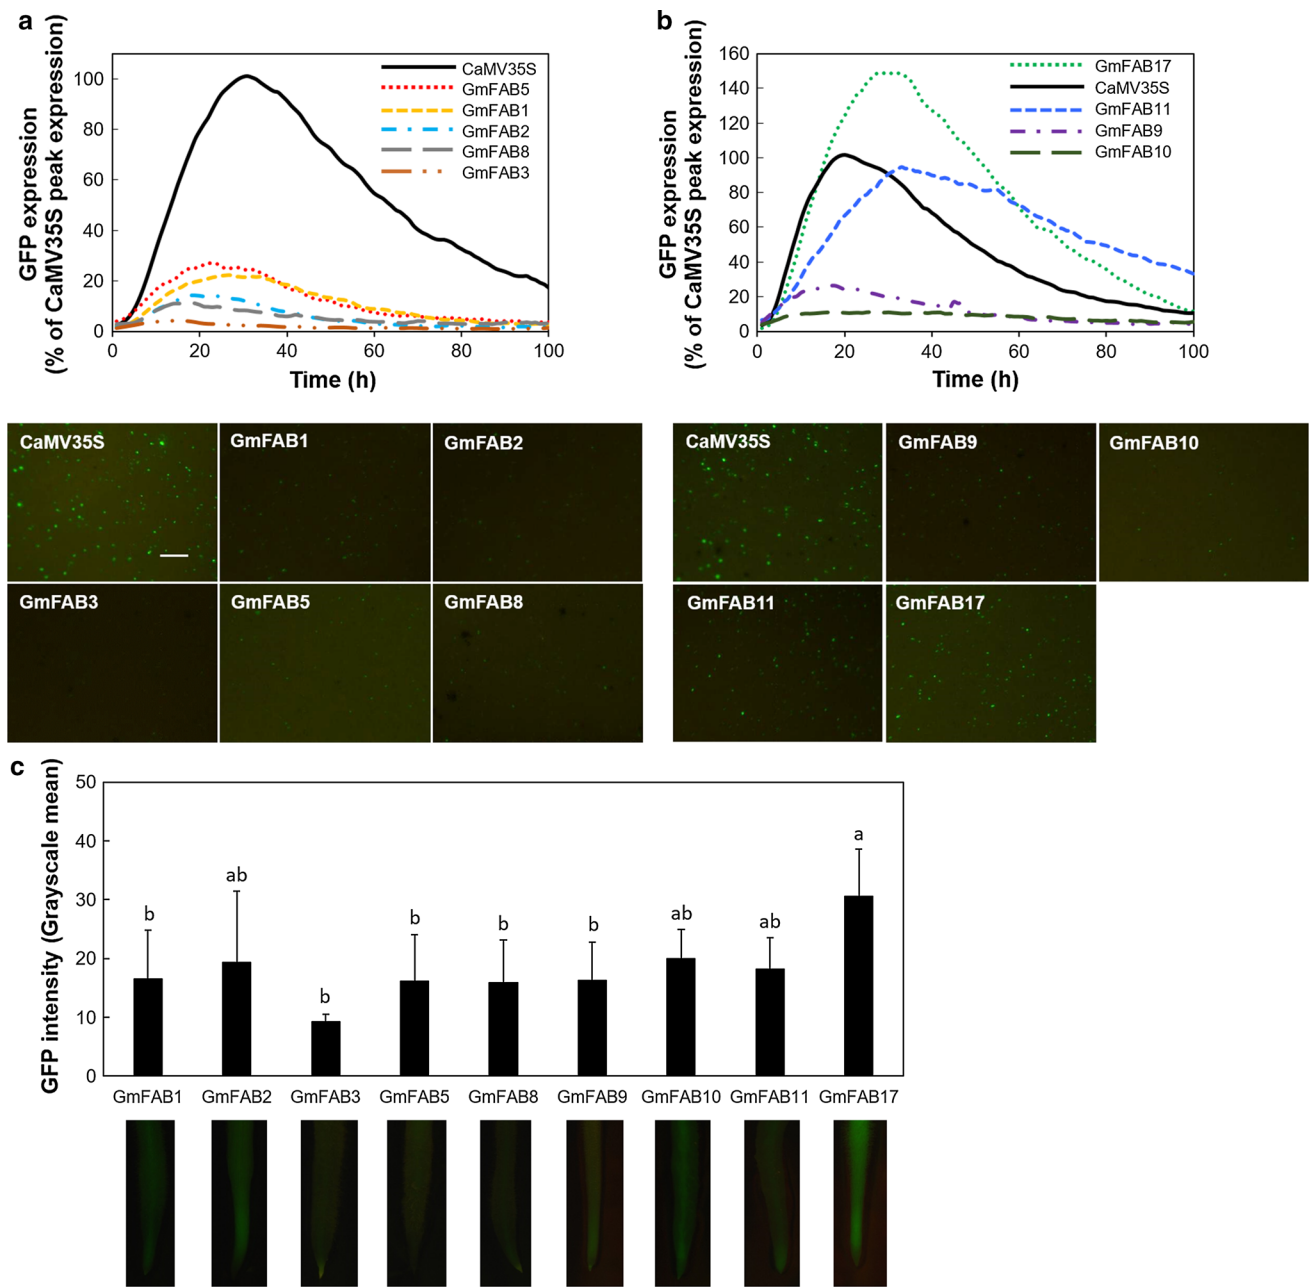 a
GFP expression
(% of CaMV35S peak expression)
100
80
60
40
20
0
0 20 40 60 80 100
Time (h)
CaMV35S
GmFAB5
GmFAB1
GmFAB2
GmFAB8
GmFAB3
b
GFP expression
(% of CaMV35S peak expression)
160
140
120
100
80
60
40
20
0
0 20 40 60 80 100
Time (h)
GmFAB17
CaMV35S
GmFAB11
GmFAB9
GmFAB10
CaMV35S GmFAB1 GmFAB2
GmFAB3 GmFAB5 GmFAB8
CaMV35S GmFAB9 GmFAB10
GmFAB11 GmFAB17
c
GFP intensity (Grayscale mean)
50
40
30
20
10
0
b ab b b b b ab ab a
GmFAB1 GmFAB2 GmFAB3 GmFAB5 GmFAB8 GmFAB9 GmFAB10 GmFAB11 GmFAB17